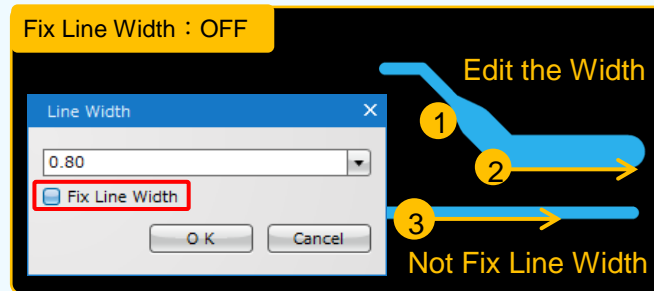 Fix Line Width：OFF
Edit the Width
Line Width
1
0.80
2
Fix Line Width
3
O K
Cancel
Not Fix Line Width